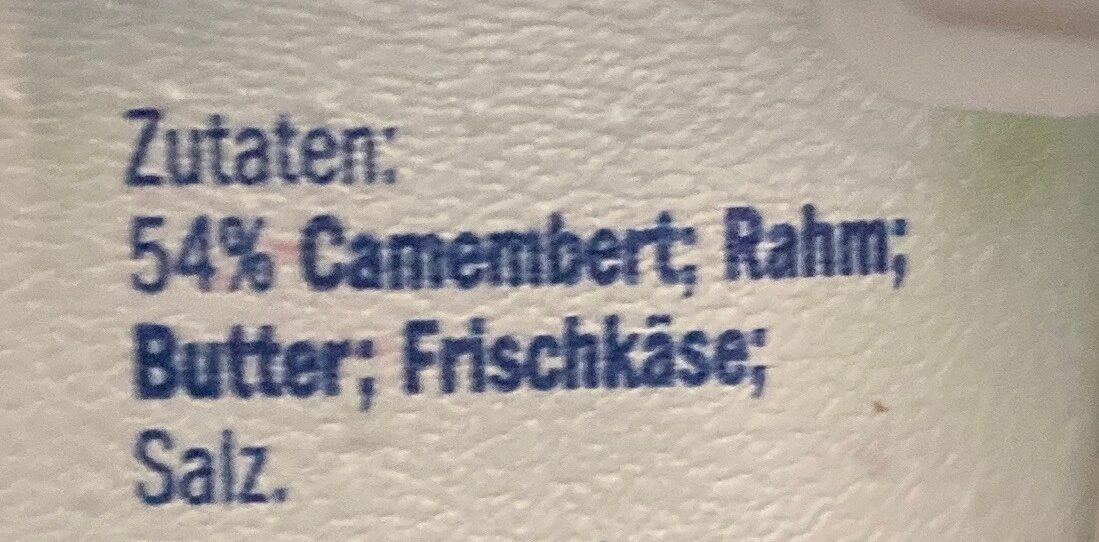 Zutaten:
54% Camembert; Rahm;
Butter; Frischkäse;
Salz.